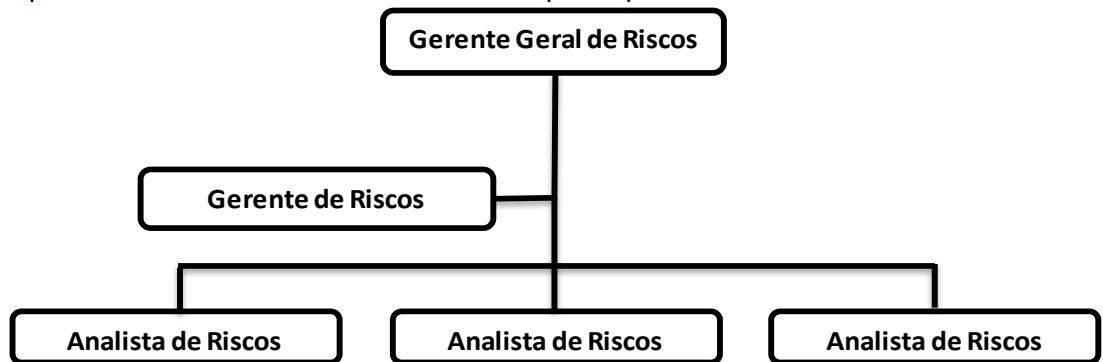 Gerente Geral de Riscos
Gerente de Riscos
Analista de Riscos
Analista de Riscos
Analista de Riscos